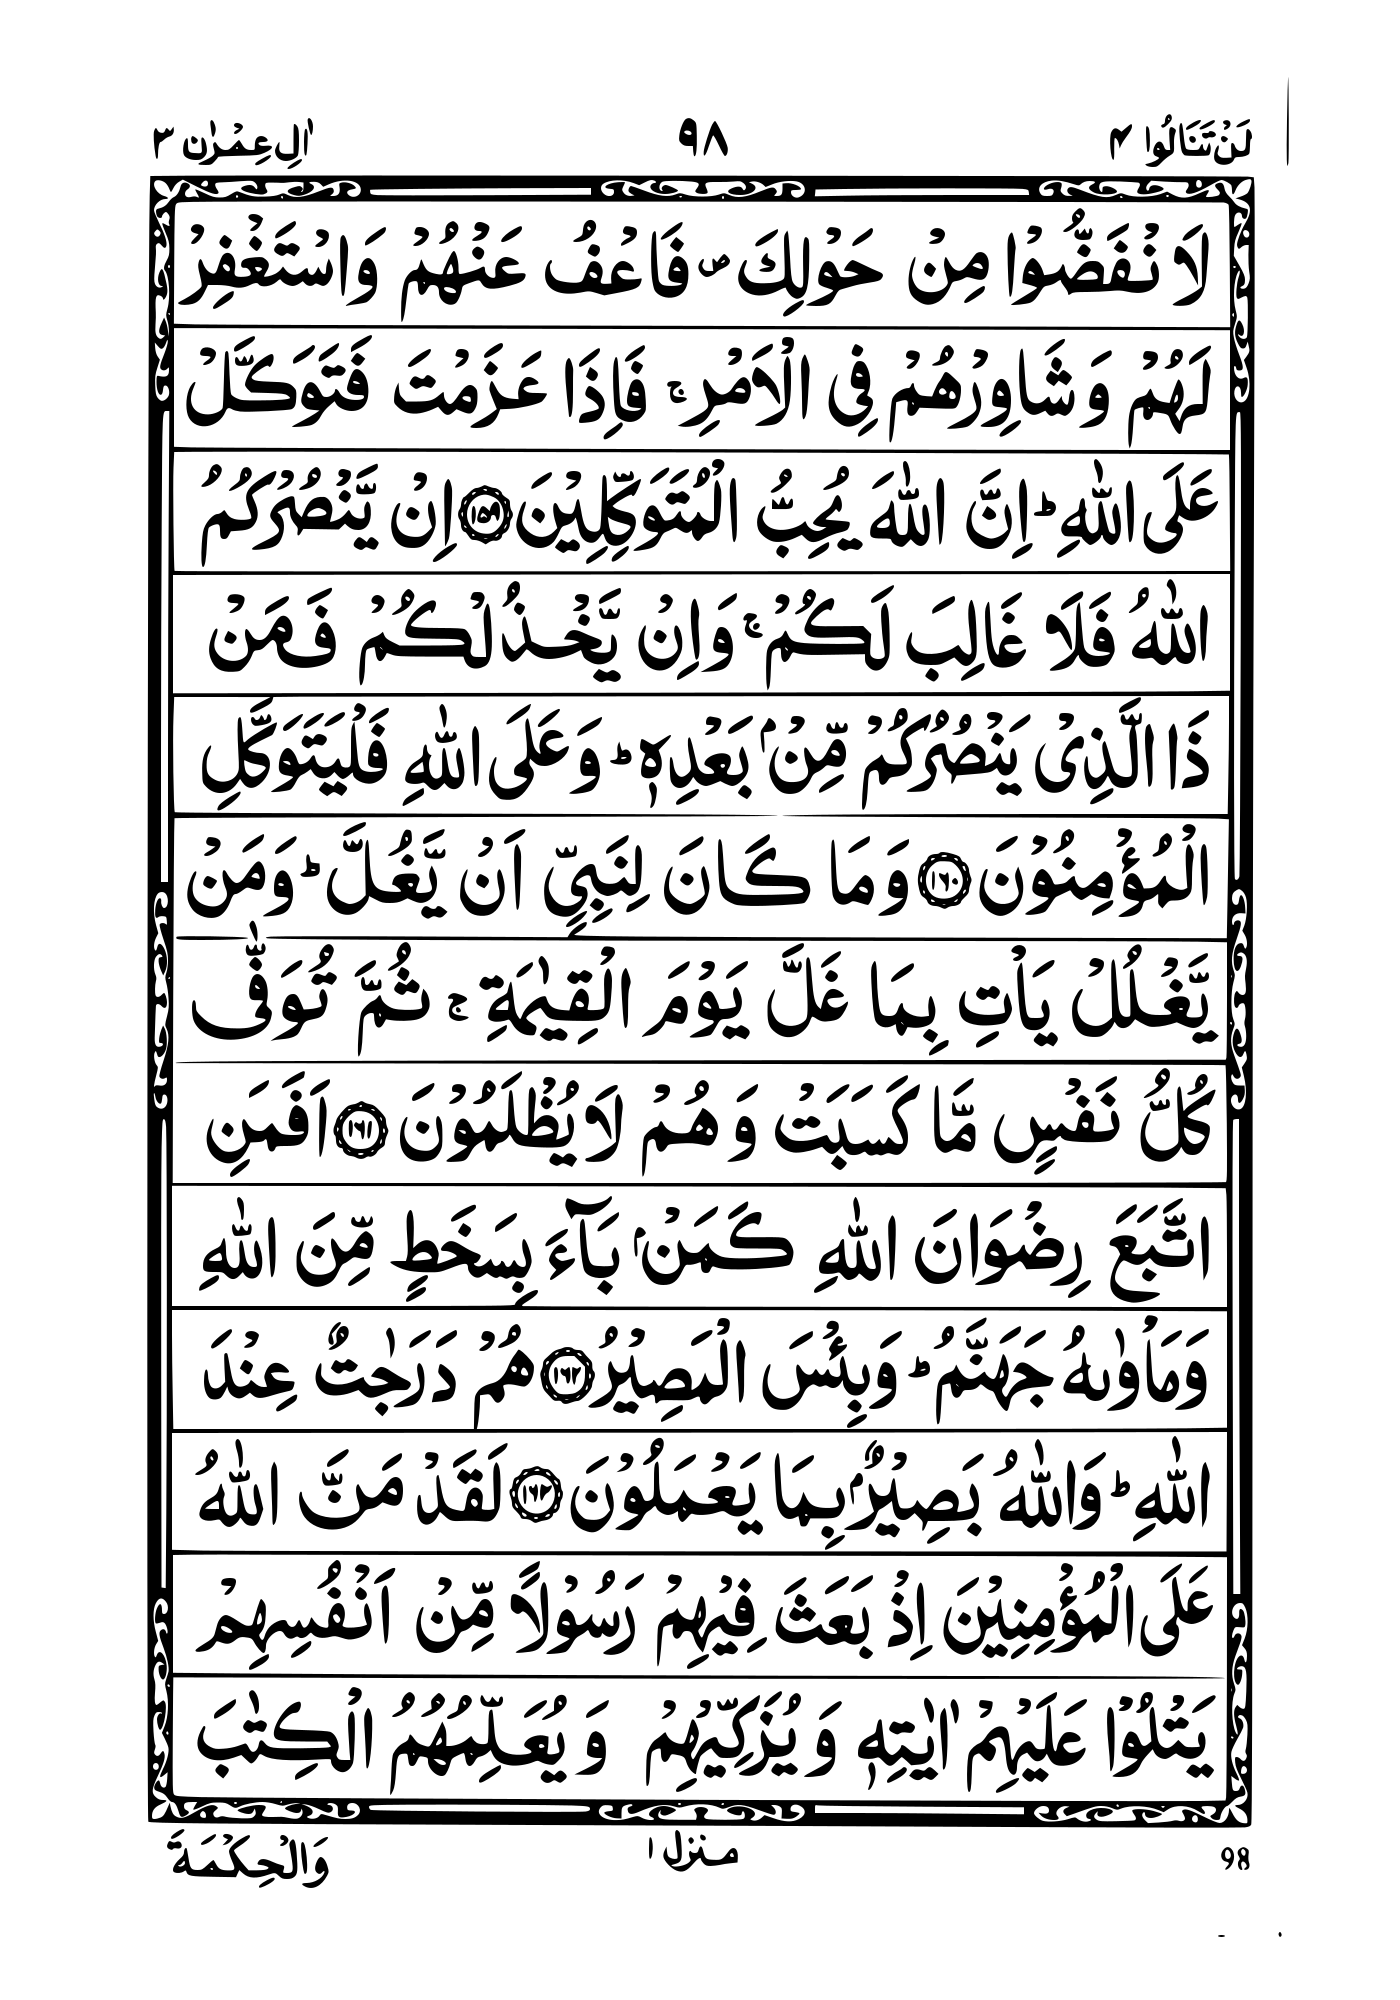 لَنْ تَنَالُوا ۴ ۹۸ اٰلِ عِمْرٰن ۳
لَا نْفَضُّوْا مِنْ حَوْلِكَ ۪ فَاعْفُ عَنْهُمْ وَاسْتَغْفِرْ
لَهُمْ وَ شَاوِرْهُمْ فِی الْاَمْرِ ۚ فَاِذَا عَزَمْتَ فَتَوَكَّلْ
عَلَی اللّٰهِ ؕ اِنَّ اللّٰهَ یُحِبُّ الْمُتَوَكِّلِیْنَ ۝۱۵۹ اِنْ یَّنْصُرْكُمُ
اللّٰهُ فَلَا غَالِبَ لَكُمْ ۚ وَاِنْ یَّخْذُلْكُمْ فَمَنْ
ذَا الَّذِیْ یَنْصُرُكُمْ مِّنْۢ بَعْدِهٖ ؕ وَعَلَی اللّٰهِ فَلْیَتَوَكَّلِ
الْمُؤْمِنُوْنَ ۝۱۶۰ وَ مَا كَانَ لِنَبِیٍّ اَنْ یَّغُلَّ ؕ وَمَنْ
یَّغْلُلْ یَاْتِ بِمَا غَلَّ یَوْمَ الْقِیٰمَةِ ۚ ثُمَّ تُوَفّٰی
كُلُّ نَفْسٍ مَّا كَسَبَتْ وَ هُمْ لَا یُظْلَمُوْنَ ۝۱۶۱ اَفَمَنِ
اتَّبَعَ رِضْوَانَ اللّٰهِ كَمَنْۢ بَآءَ بِسَخَطٍ مِّنَ اللّٰهِ
وَمَاْوٰىهُ جَهَنَّمُ ؕ وَبِئْسَ الْمَصِیْرُ ۝۱۶۲ هُمْ دَرَجٰتٌ عِنْدَ
اللّٰهِ ؕ وَاللّٰهُ بَصِیْرٌۢ بِمَا یَعْمَلُوْنَ ۝۱۶۳ لَقَدْ مَنَّ اللّٰهُ
عَلَی الْمُؤْمِنِیْنَ اِذْ بَعَثَ فِیْهِمْ رَسُوْلًا مِّنْ اَنْفُسِهِمْ
یَتْلُوْا عَلَیْهِمْ اٰیٰتِهٖ وَ یُزَكِّیْهِمْ وَ یُعَلِّمُهُمُ الْكِتٰبَ
98 منزل ۱ وَالْحِكْمَةَ